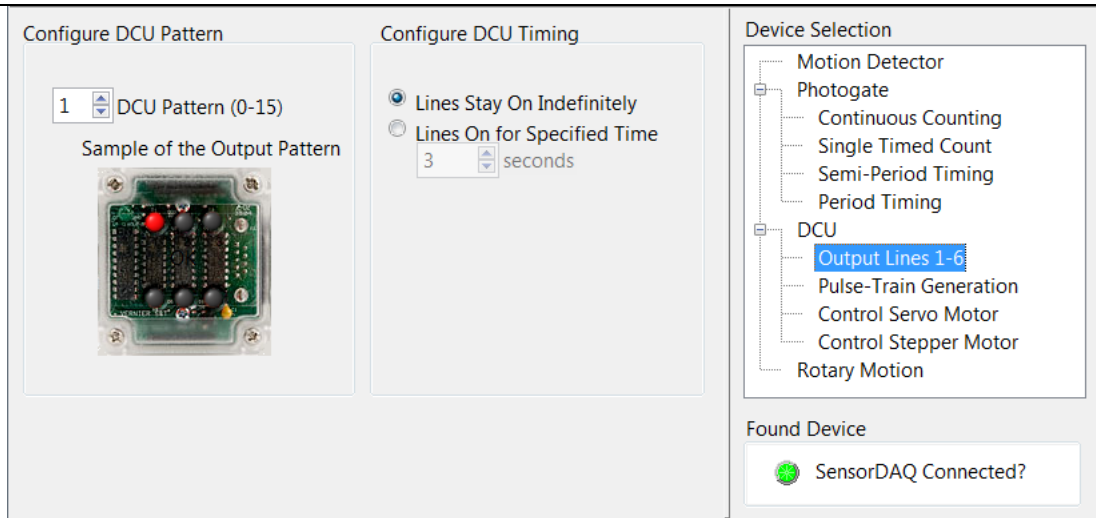 Configure DCU Pattern
1 DCU Pattern (0-15)
Sample of the Output Pattern
Configure DCU Timing
Lines Stay On Indefinitely
Lines On for Specified Time
3 seconds
Device Selection
Motion Detector
Photogate
Continuous Counting
Single Timed Count
Semi-Period Timing
Period Timing
DCU
Output Lines 1-6
Pulse-Train Generation
Control Servo Motor
Control Stepper Motor
Rotary Motion
Found Device
SensorDAQ Connected?